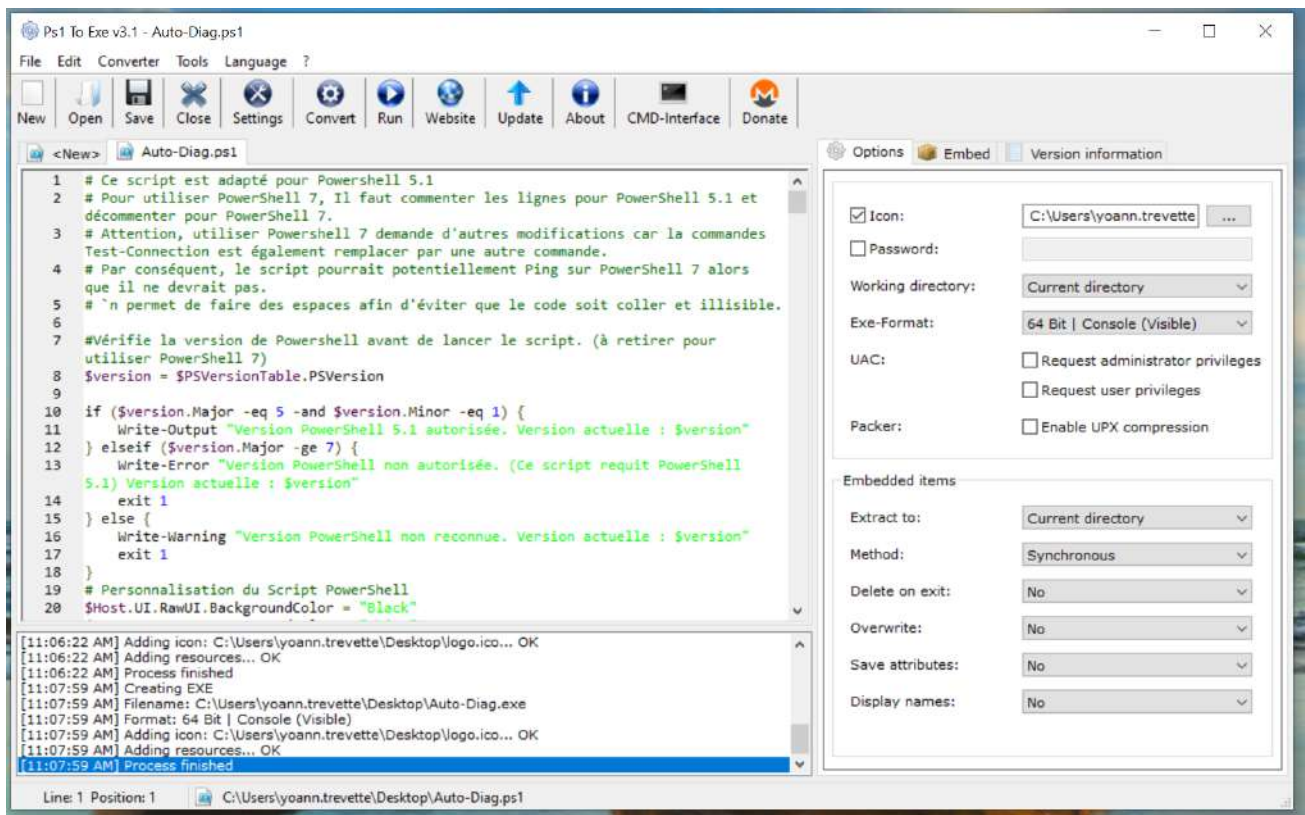 Ps1 To Exe v3.1 - Auto-Diag.ps1
File Edit Converter Tools Language ?
New Open Save Close Settings Convert Run Website Update About CMD-Interface Donate
<New> Auto-Diag.ps1
1 # Ce script est adapté pour Powershell 5.1
2 # Pour utiliser PowerShell 7, Il faut commenter les lignes pour PowerShell 5.1 et
décommenter pour PowerShell 7.
3 # Attention, utiliser Powershell 7 demande d'autres modifications car la commandes
Test-Connection est également remplacer par une autre commande.
4 # Par conséquent, le script pourrait potentiellement Ping sur PowerShell 7 alors
que il ne devrait pas.
5 # `n permet de faire des espaces afin d'éviter que le code soit coller et illisible.
6
7 #Vérifie la version de Powershell avant de lancer le script. (à retirer pour
utiliser PowerShell 7)
8 $version = $PSVersionTable.PSVersion
9
10 if ($version.Major -eq 5 -and $version.Minor -eq 1) {
11 Write-Output "Version PowerShell 5.1 autorisée. Version actuelle : $version"
12 } elseif ($version.Major -ge 7) {
13 Write-Error "Version PowerShell non autorisée. (Ce script requit PowerShell
5.1) Version actuelle : $version"
14 exit 1
15 } else {
16 Write-Warning "Version PowerShell non reconnue. Version actuelle : $version"
17 exit 1
18 }
19 # Personnalisation du Script PowerShell
20 $Host.UI.RawUI.BackgroundColor = "Black"
[11:06:22 AM] Adding icon: C:\Users\yoann.trevette\Desktop\logo.ico... OK
[11:06:22 AM] Adding resources... OK
[11:06:22 AM] Process finished
[11:07:59 AM] Creating EXE
[11:07:59 AM] Filename: C:\Users\yoann.trevette\Desktop\Auto-Diag.exe
[11:07:59 AM] Format: 64 Bit | Console (Visible)
[11:07:59 AM] Adding icon: C:\Users\yoann.trevette\Desktop\logo.ico... OK
[11:07:59 AM] Adding resources... OK
[11:07:59 AM] Process finished
Options Embed Version information
Icon: C:\Users\yoann.trevette ...
Password:
Working directory: Current directory
Exe-Format: 64 Bit | Console (Visible)
UAC: Request administrator privileges
Request user privileges
Packer: Enable UPX compression
Embedded items
Extract to: Current directory
Method: Synchronous
Delete on exit: No
Overwrite: No
Save attributes: No
Display names: No
Line: 1 Position: 1 C:\Users\yoann.trevette\Desktop\Auto-Diag.ps1